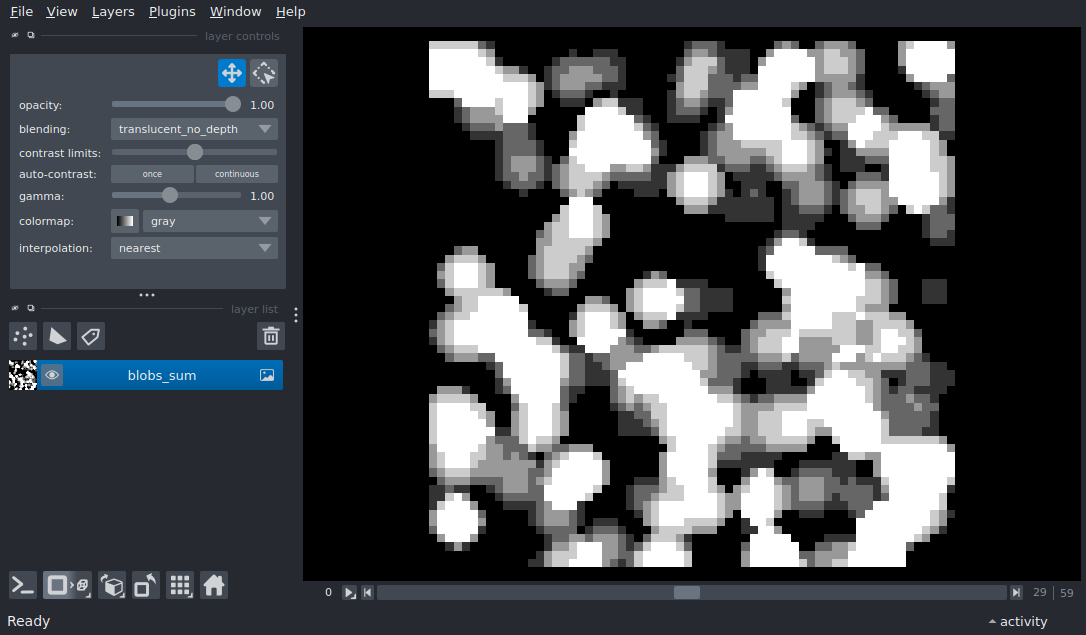 File View Layers Plugins Window Help
layer controls
opacity: 1.00
blending: translucent_no_depth
contrast limits:
auto-contrast: once continuous
gamma: 1.00
colormap: gray
interpolation: nearest
layer list
blobs_sum
0 29 59
Ready activity